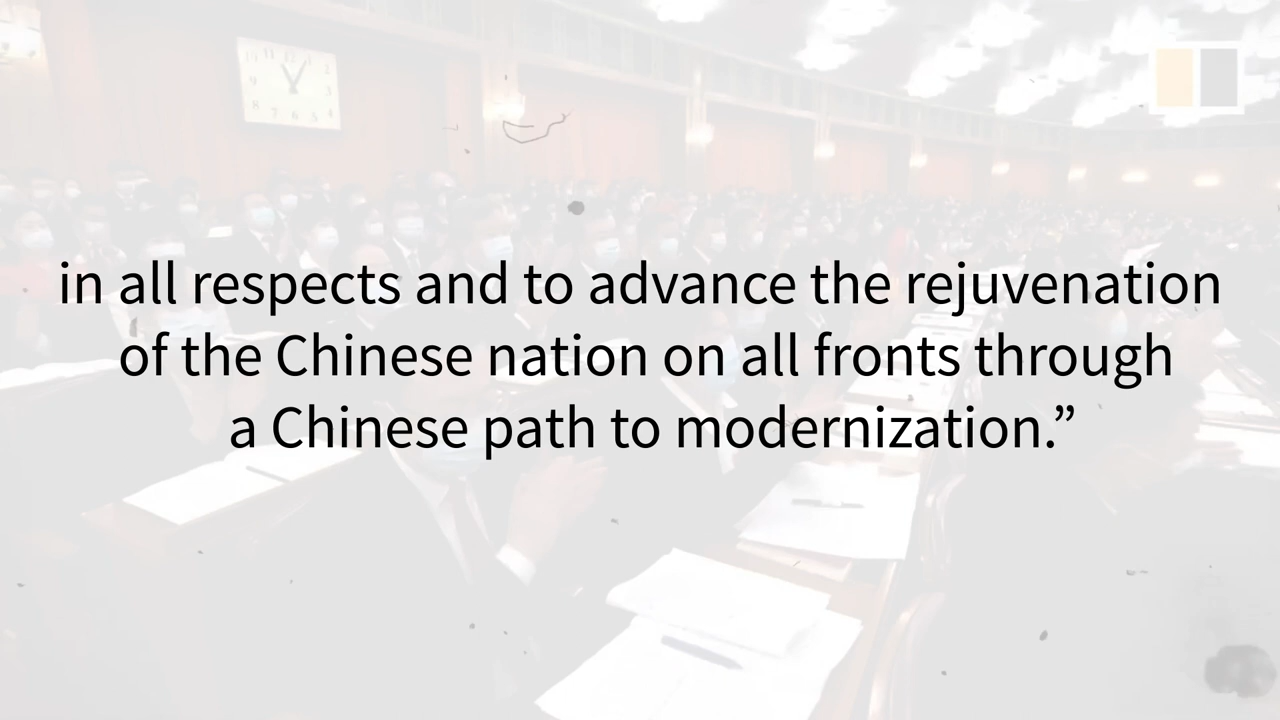 in all respects and to advance the rejuvenation
of the Chinese nation on all fronts through
a Chinese path to modernization.”